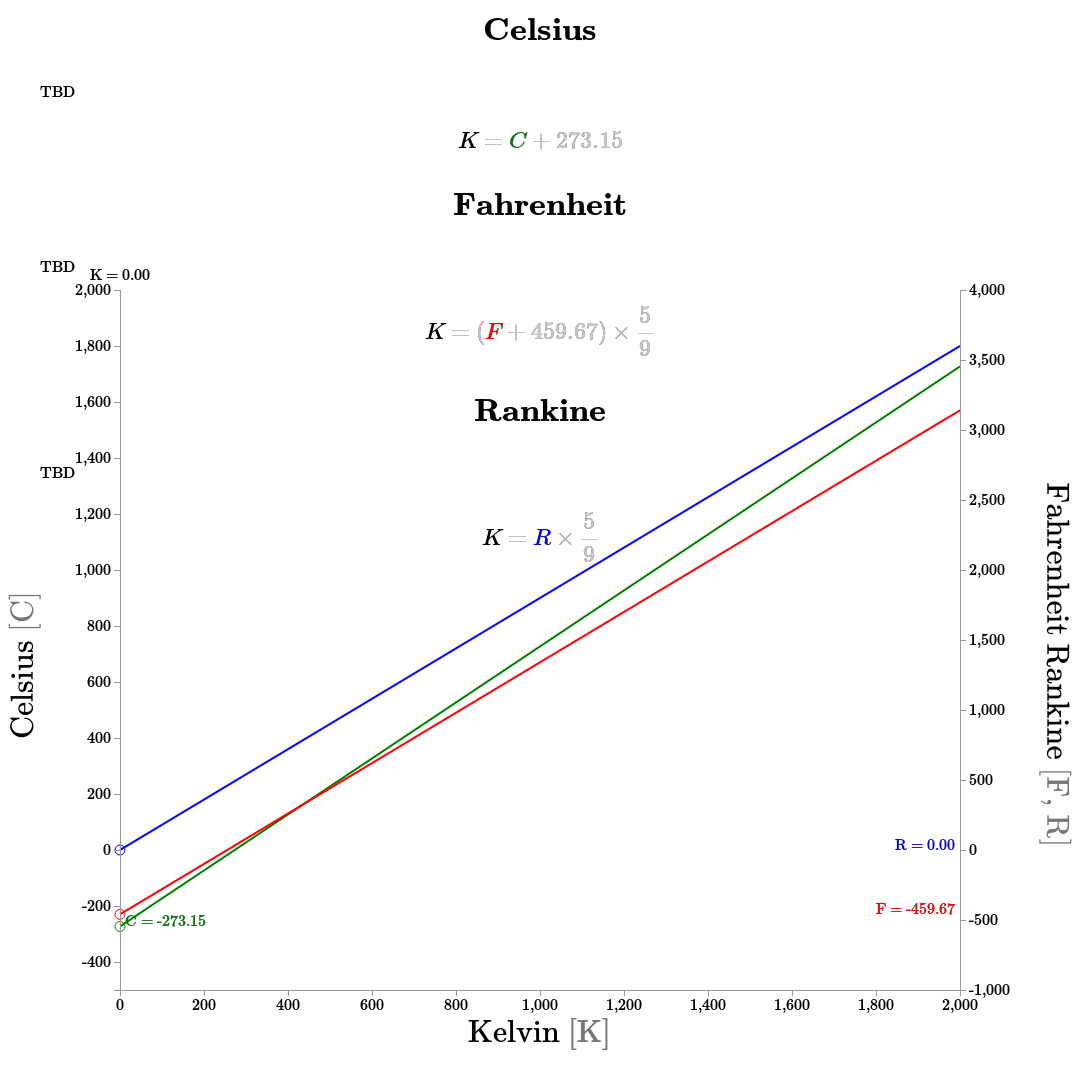 Celsius
TBD
K = C + 273.15
Fahrenheit
TBD
K = 0.00
K = (F + 459.67) × 5/9
Rankine
TBD
K = R × 5/9
2,000
1,800
1,600
1,400
1,200
1,000
800
600
400
200
0
-200
-400
Celsius [C]
4,000
3,500
3,000
2,500
2,000
1,500
1,000
500
0
-500
-1,000
Fahrenheit Rankine [F, R]
R = 0.00
F = -459.67
C = -273.15
0 200 400 600 800 1,000 1,200 1,400 1,600 1,800 2,000
Kelvin [K]